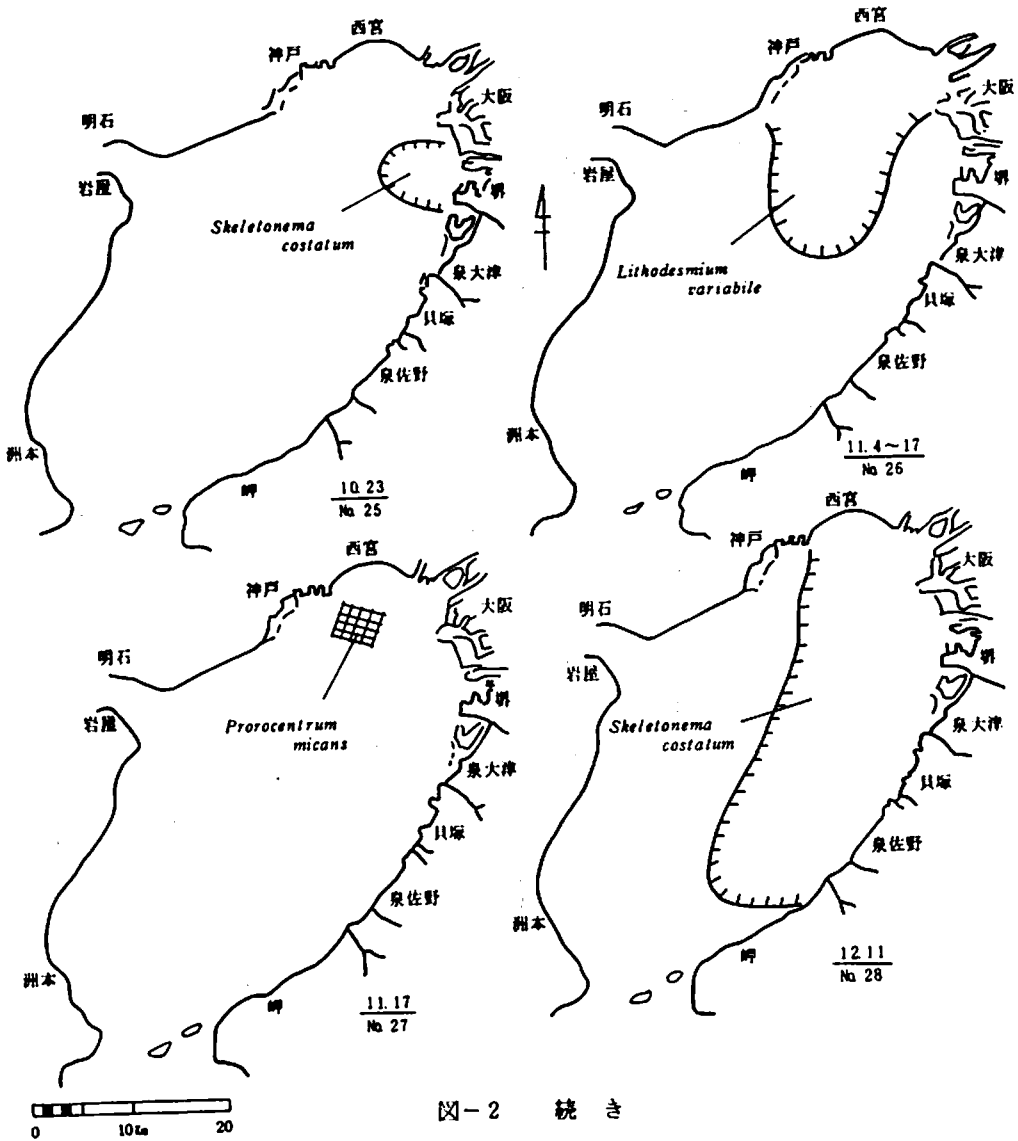 西宮
神戸
大阪
明石
岩屋
堺
Skeletonema
costatum
泉大津
貝塚
泉佐野
洲本
岬
10.23
No. 25
西宮
神戸
大阪
明石
岩屋
堺
Lithodesmium
variabile
泉大津
貝塚
泉佐野
洲本
岬
11.4～17
No. 26
西宮
神戸
大阪
明石
岩屋
堺
Prorocentrum
micans
泉大津
貝塚
泉佐野
洲本
岬
11.17
No. 27
西宮
神戸
大阪
明石
岩屋
堺
Skeletonema
costatum
泉大津
貝塚
泉佐野
洲本
岬
12.11
No. 28
0 10Km 20
図－2 続き